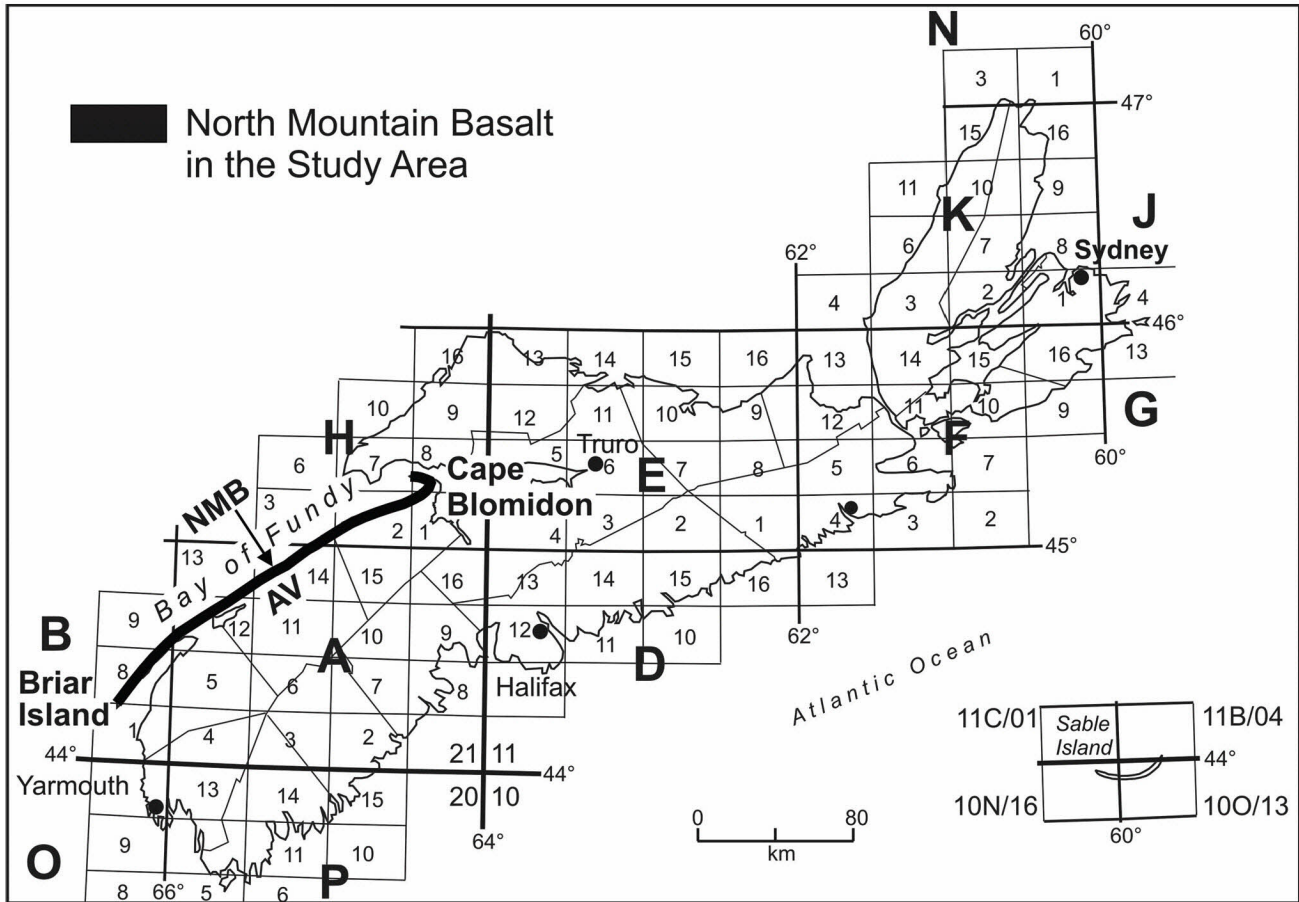 N
60°
3 1
47°
North Mountain Basalt
in the Study Area
15 16
11 10 9
K
J
6 7 8
Sydney
62°
4 3 2 1 4
46°
16 13 14 15 16 13 14 15 16 13
10 9 12 11 10 9 12 11 10 9
G
H
Truro
F
60°
6 7 8 5 6 7 8 5 6 7
Cape
Blomidon
E
NMB
Bay of Fundy
3 2 1 4 3 2 1 4 3 2
45°
13 14 15 16 13 14 15 16 13
AV
B
9 12 11 10 9 12 11 10
62°
A
D
Halifax
Briar
Island
8 5 6 7 8
Atlantic Ocean
1 4 3 2
21 11
44°
44°
20 10
Yarmouth
13 14 15
64°
O
9 11 10
P
8 66° 5 6
0 80
km
11C/01 Sable
Island 11B/04
44°
10N/16 10O/13
60°